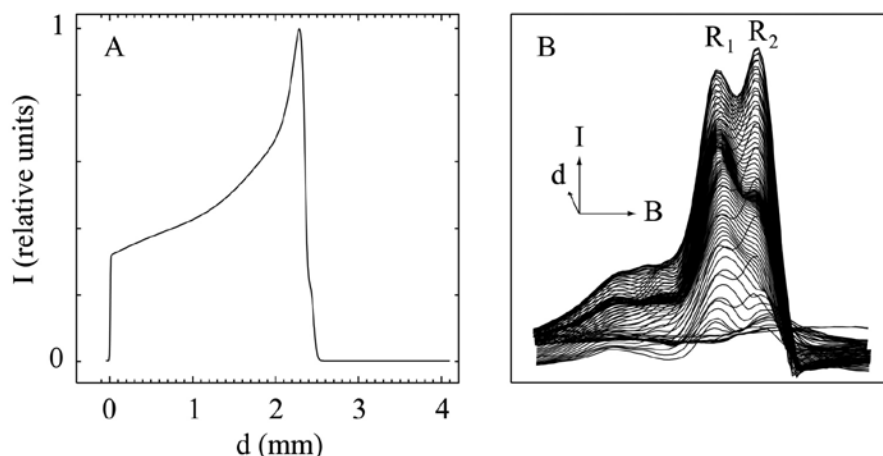 A
1
0
I (relative units)
0 1 2 3 4
d (mm)
B
R₁ R₂
I
d
B